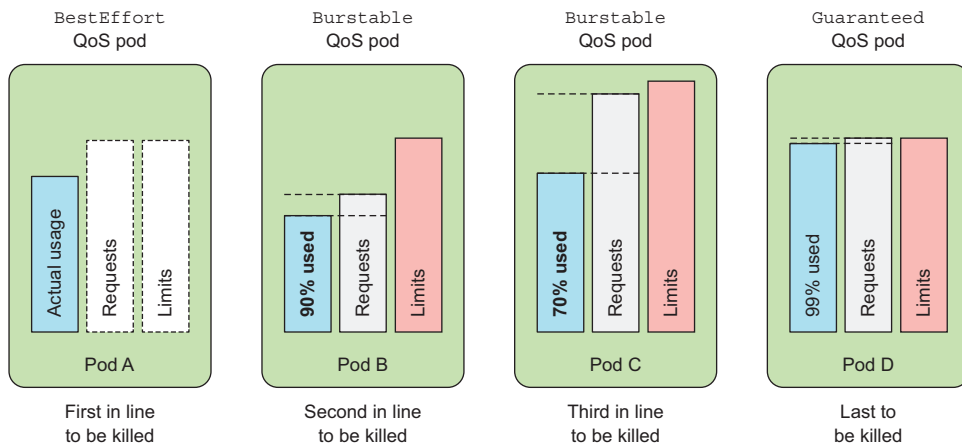 BestEffort
QoS pod
Actual usage
Requests
Limits
Pod A
First in line
to be killed
Burstable
QoS pod
90% used
Requests
Limits
Pod B
Second in line
to be killed
Burstable
QoS pod
70% used
Requests
Limits
Pod C
Third in line
to be killed
Guaranteed
QoS pod
99% used
Requests
Limits
Pod D
Last to
be killed